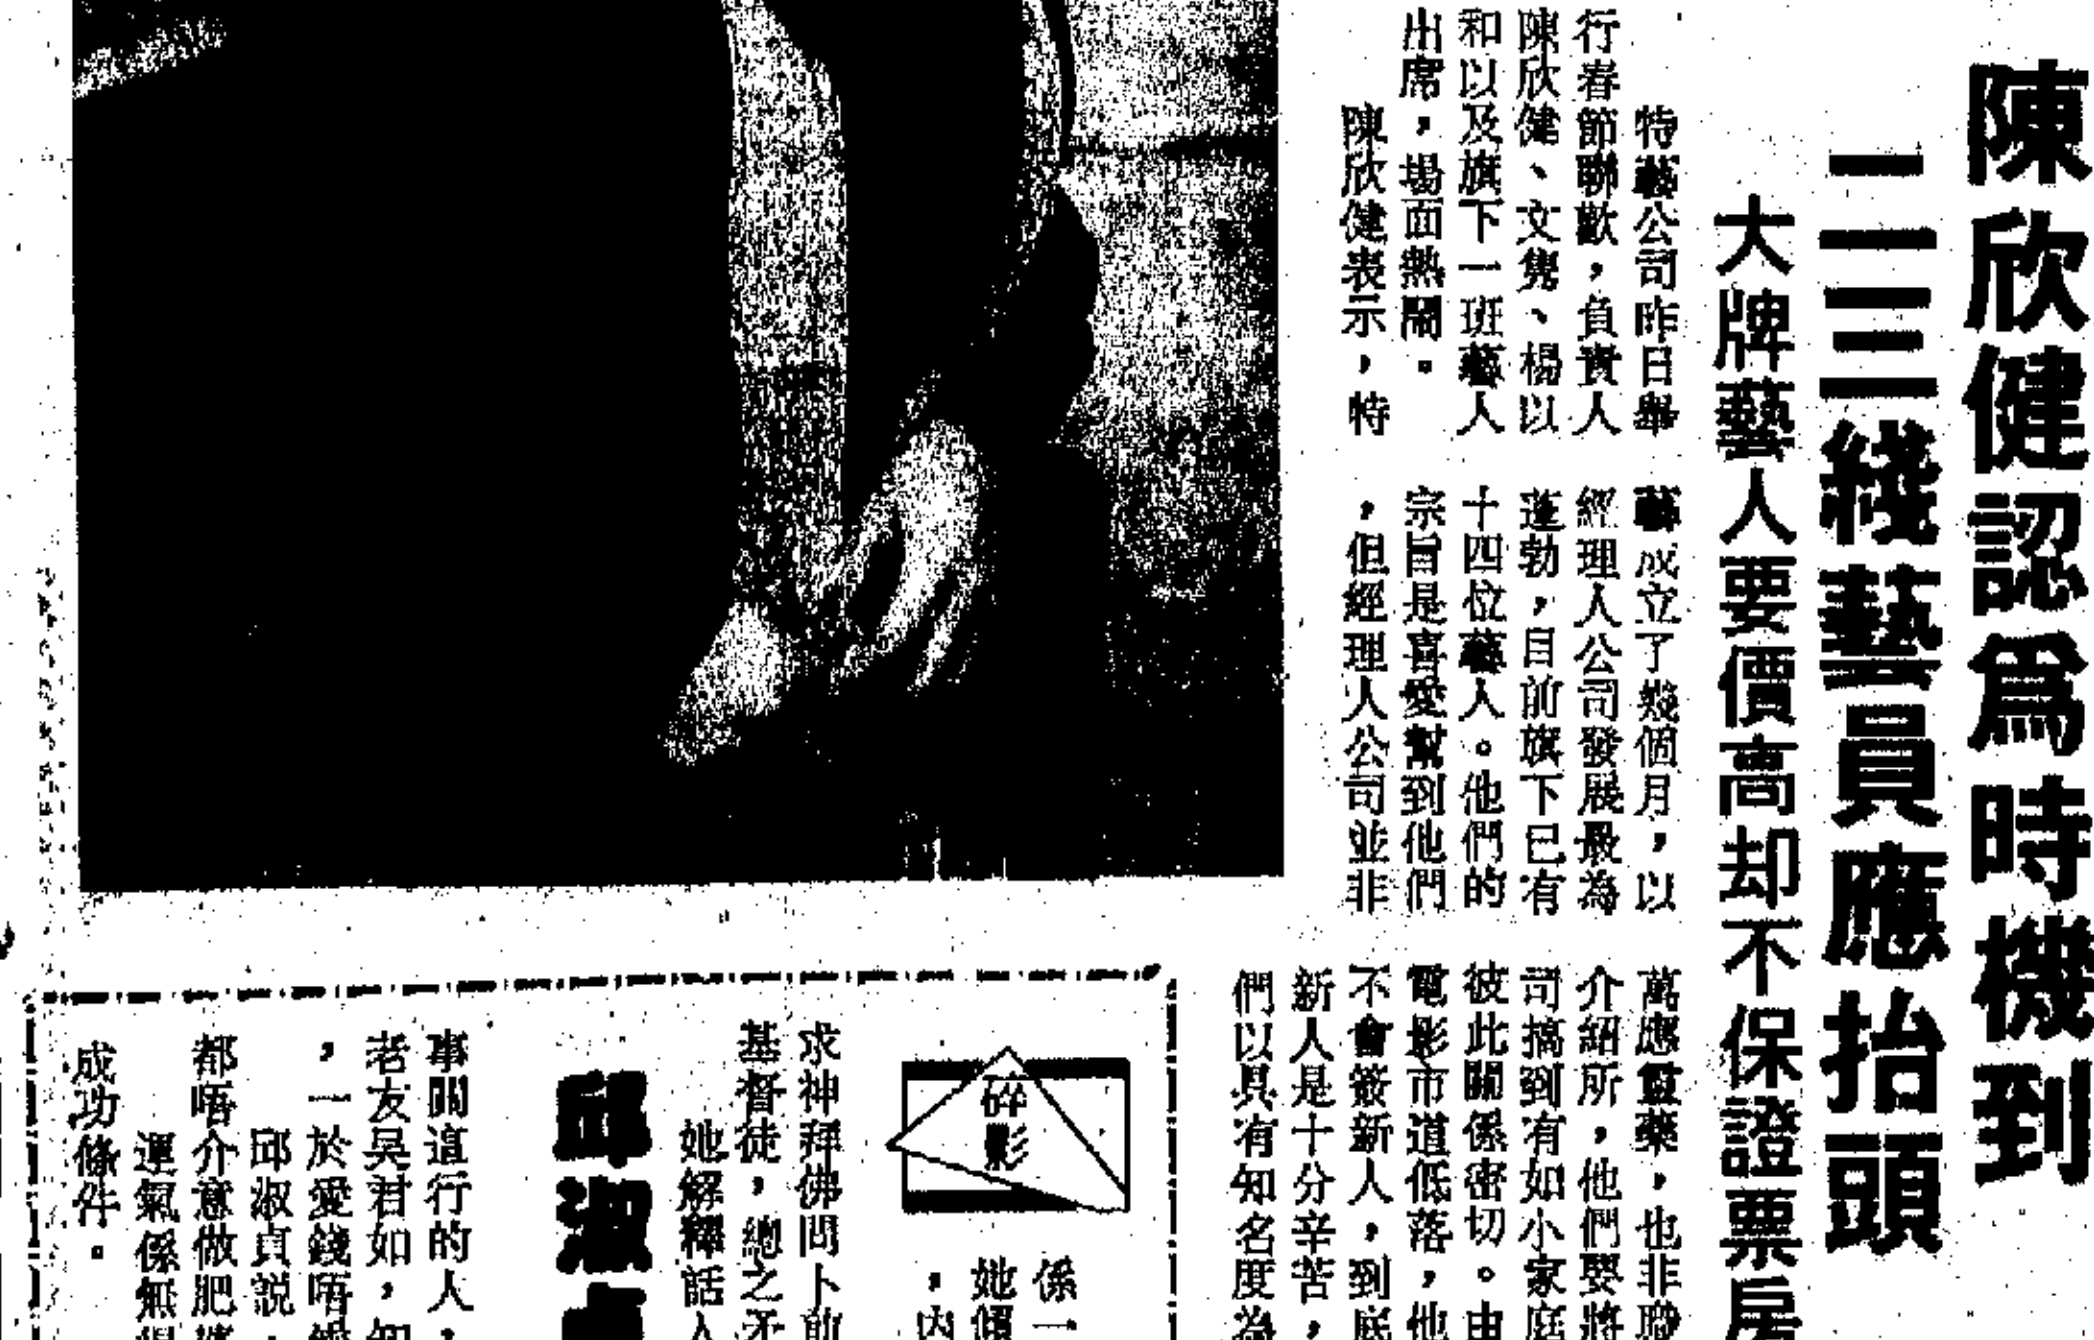 陳欣健認爲時機到
二三綫藝員應抬頭
大牌藝人要價高却不保證票房
特藝公司昨日舉
行春節聯歡，負責人
陳欣健、文雋、楊以
和以及旗下一班藝人
出席，場面熱鬧。
陳欣健表示，特
藝成立了幾個月，以
經理人公司發展最為
蓬勃，目前旗下已有
十四位藝人。他們的
宗旨是喜愛幫到他們
，但經理人公司並非
萬應靈藥，也非職
介紹所，他們要將
司搞到有如小家庭
彼此關係密切。由
電影市道低落，他
不會簽新人，到底
新人是十分辛苦，
們以具有知名度為
碎影
係一
她傾
，内
求神拜佛問卜前
基督徒，總之矛
她解釋話人
邱淑
事關這行的人，
老友吳君如，知
，一於愛錢唔
邱淑貞説，
都唔介意做肥婆
運氣係無得
成功條件。